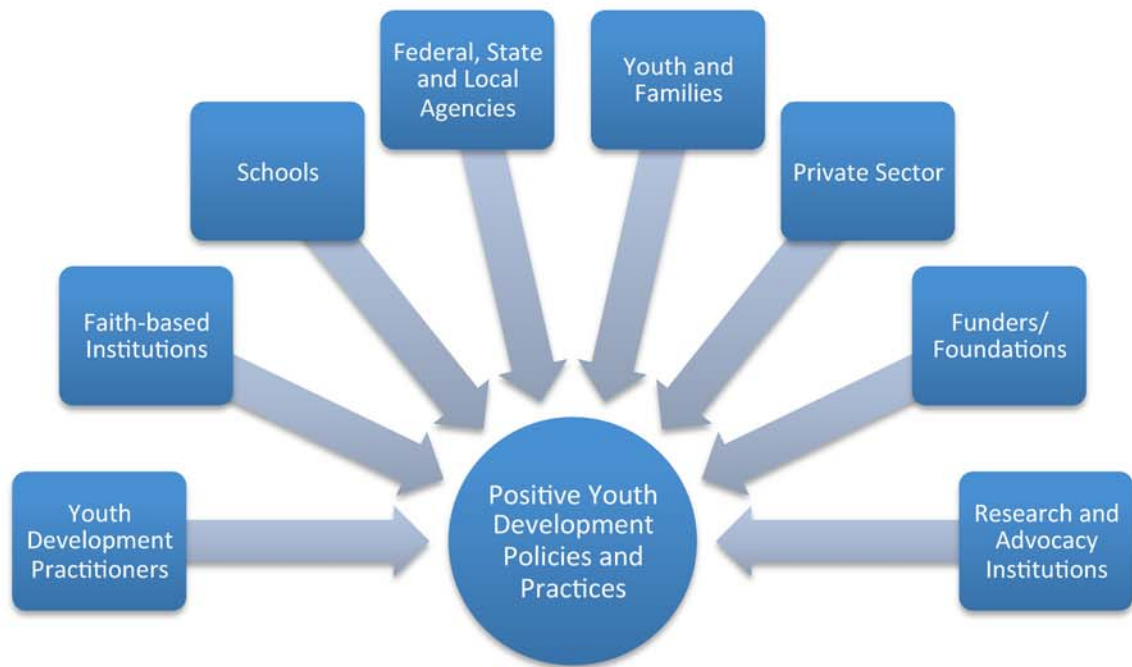 Federal, State
and Local
Agencies
Youth and
Families
Schools
Private Sector
Faith-based
Institutions
Funders/
Foundations
Youth
Development
Practitioners
Positive Youth
Development
Policies and
Practices
Research and
Advocacy
Institutions